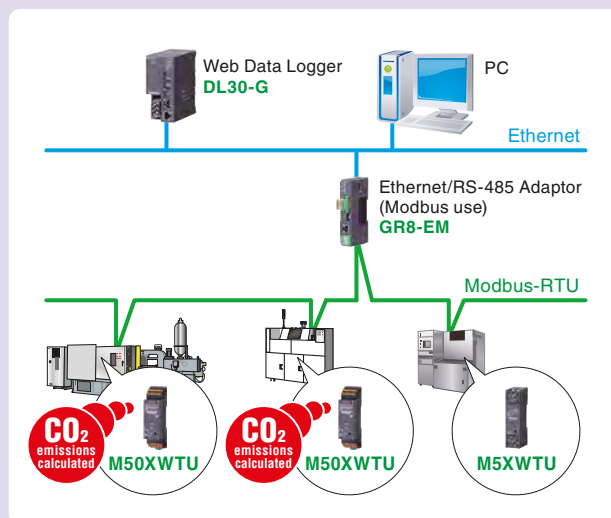 Web Data Logger
DL30-G
PC
Ethernet
Ethernet/RS-485 Adaptor
(Modbus use)
GR8-EM
Modbus-RTU
CO₂
emissions
calculated
M50XWTU
CO₂
emissions
calculated
M50XWTU
M5XWTU